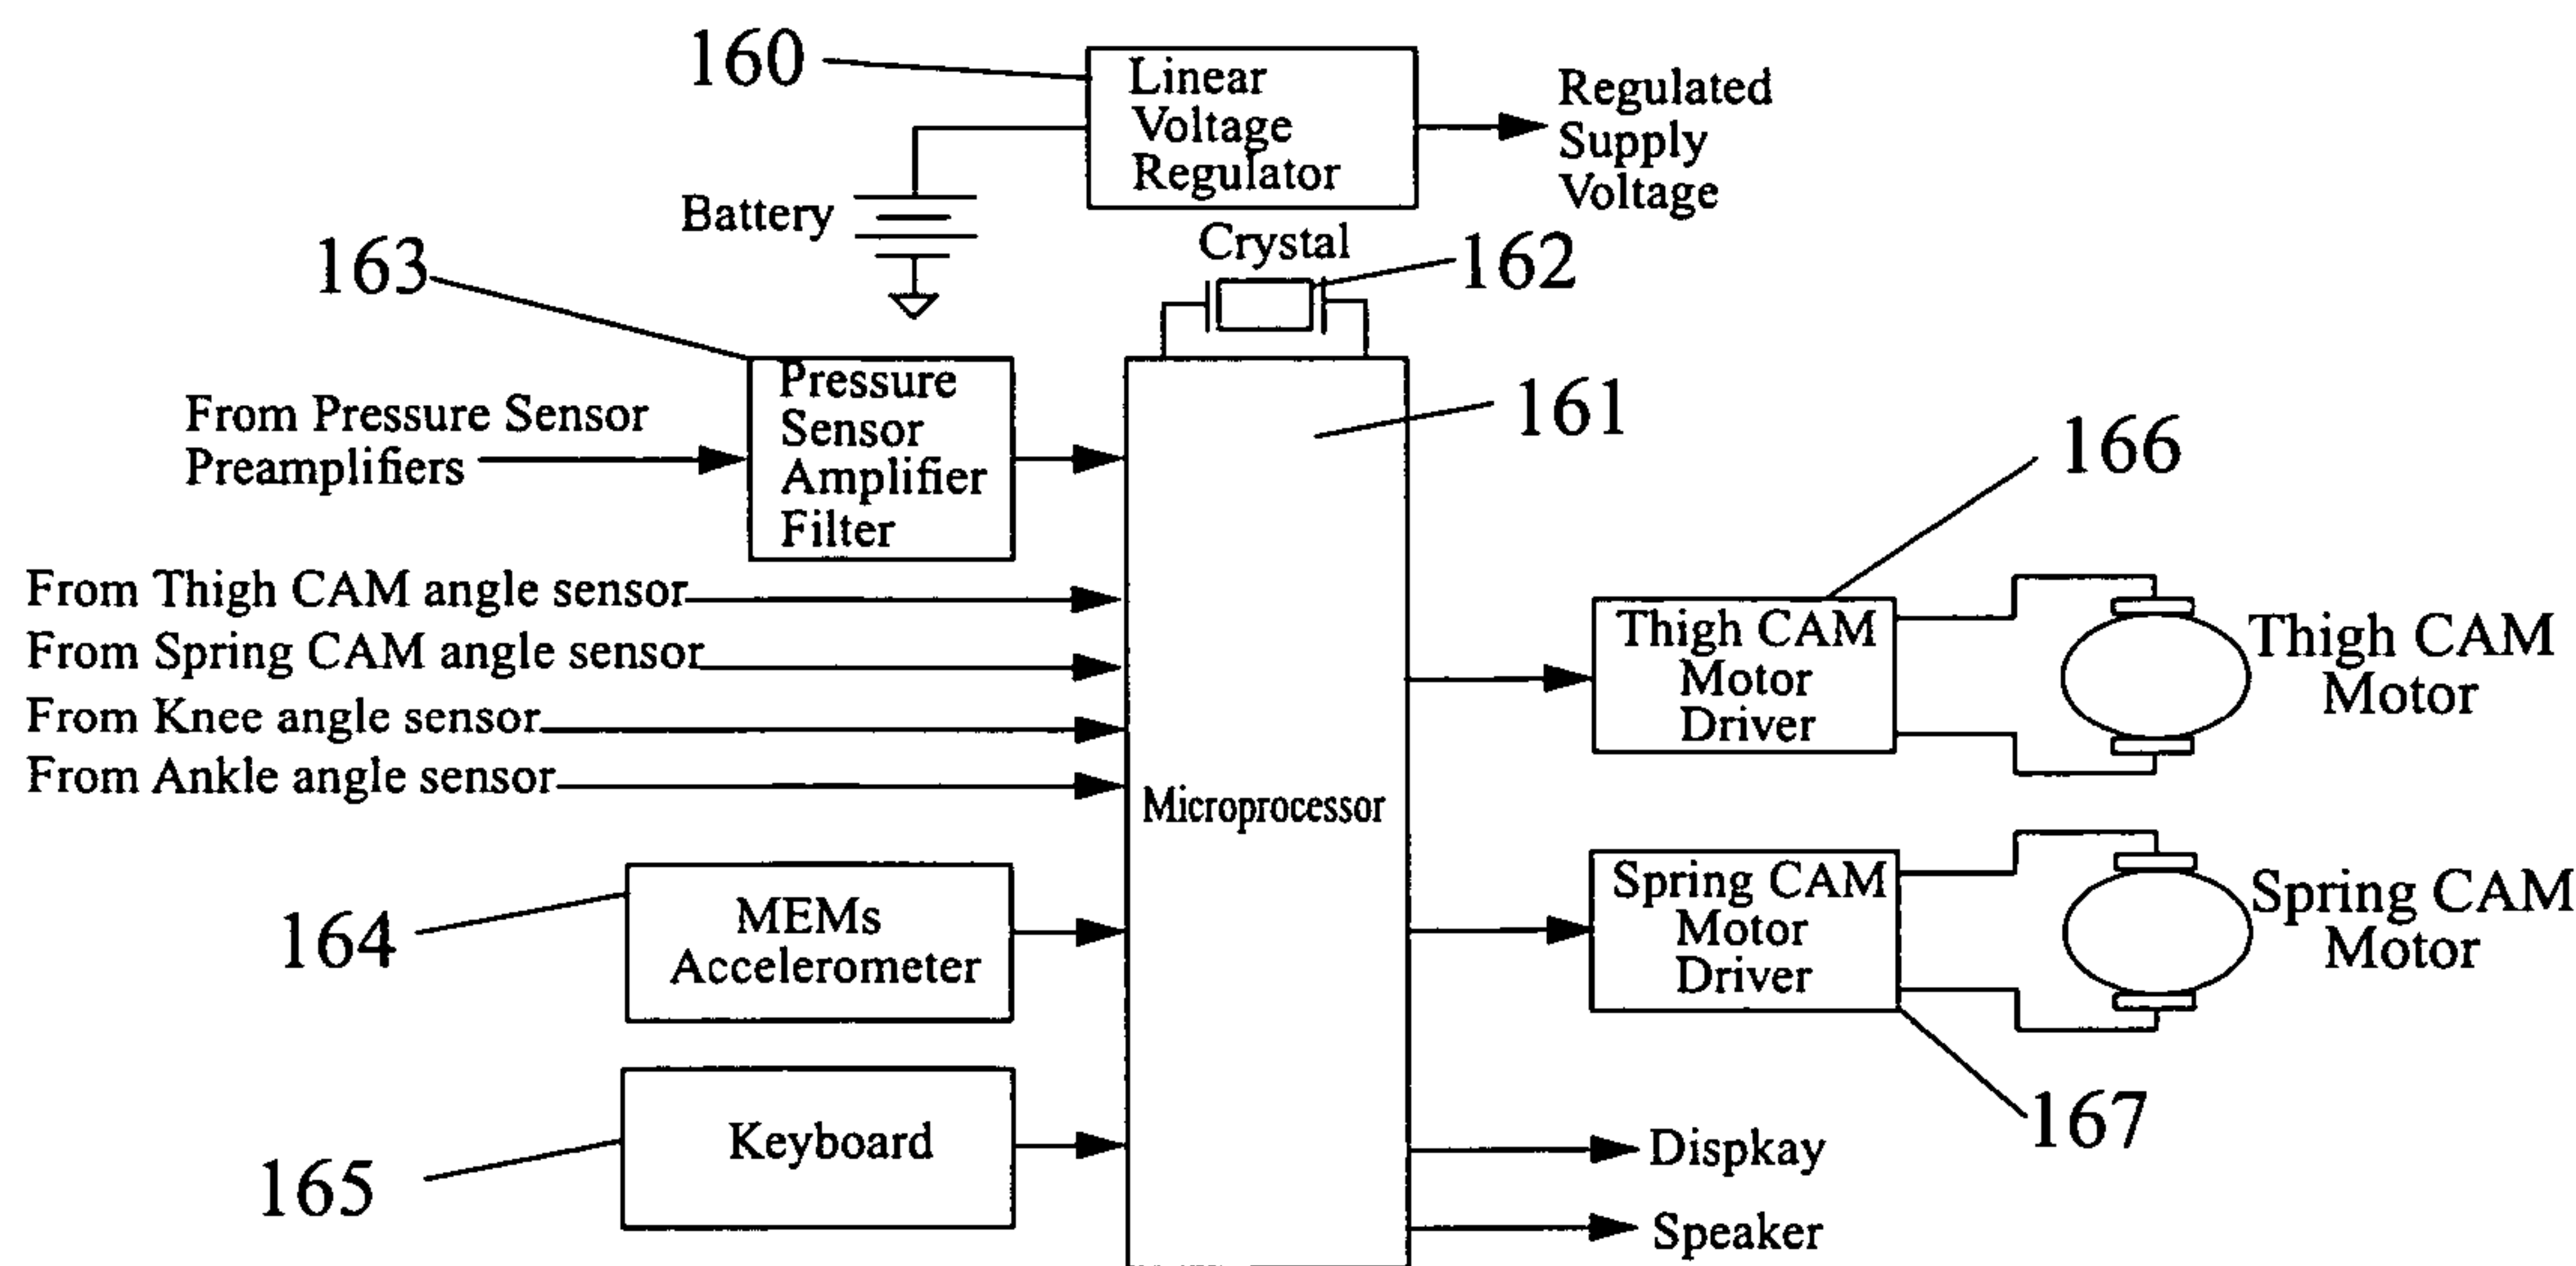 160
Linear
Voltage
Regulator
Regulated
Supply
Voltage
Battery
Crystal
162
163
Pressure
Sensor
Amplifier
Filter
From Pressure Sensor
Preamplifiers
161
166
From Thigh CAM angle sensor
From Spring CAM angle sensor
From Knee angle sensor
From Ankle angle sensor
Microprocessor
Thigh CAM
Motor
Driver
Thigh CAM
Motor
164
MEMs
Accelerometer
Spring CAM
Motor
Driver
Spring CAM
Motor
167
165
Keyboard
Dispkay
Speaker